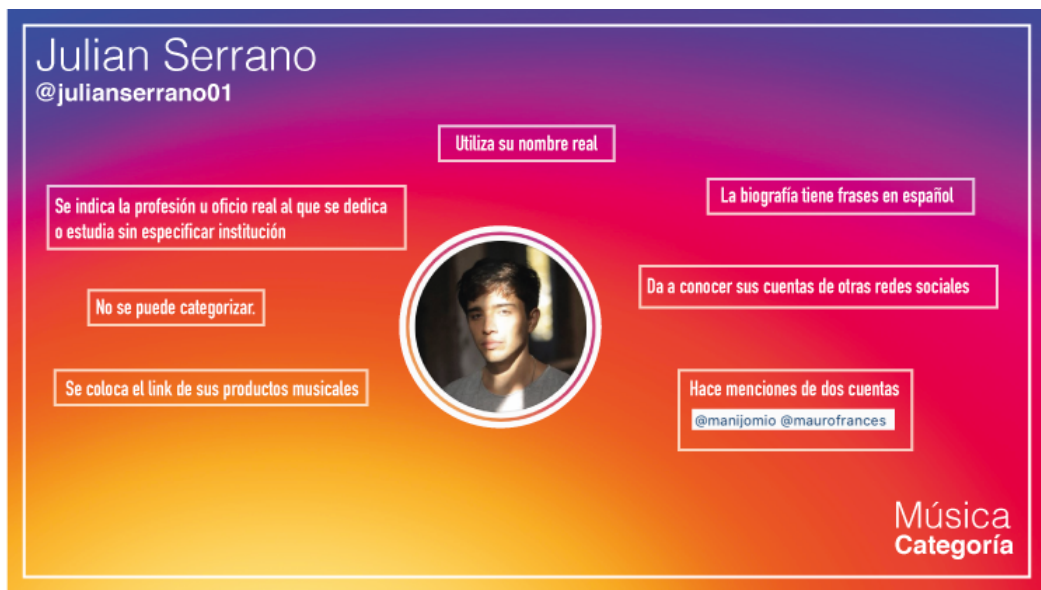 Julian Serrano
@julianserrano01
Utiliza su nombre real
Se indica la profesión u oficio real al que se dedica
o estudia sin especificar institución
La biografía tiene frases en español
No se puede categorizar.
Da a conocer sus cuentas de otras redes sociales
Se coloca el link de sus productos musicales
Hace menciones de dos cuentas
@manijomio @maurofrances
Música
Categoría